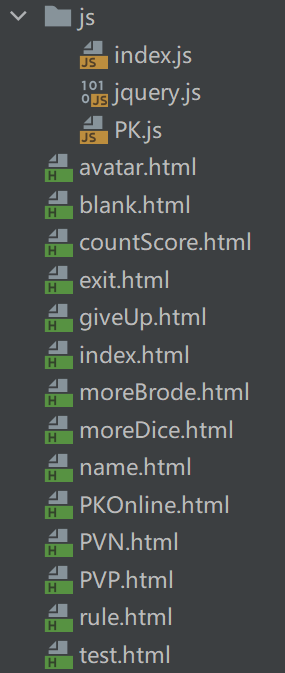 js
index.js
jquery.js
PK.js
avatar.html
blank.html
countScore.html
exit.html
giveUp.html
index.html
moreBrode.html
moreDice.html
name.html
PKOnline.html
PVN.html
PVP.html
rule.html
test.html